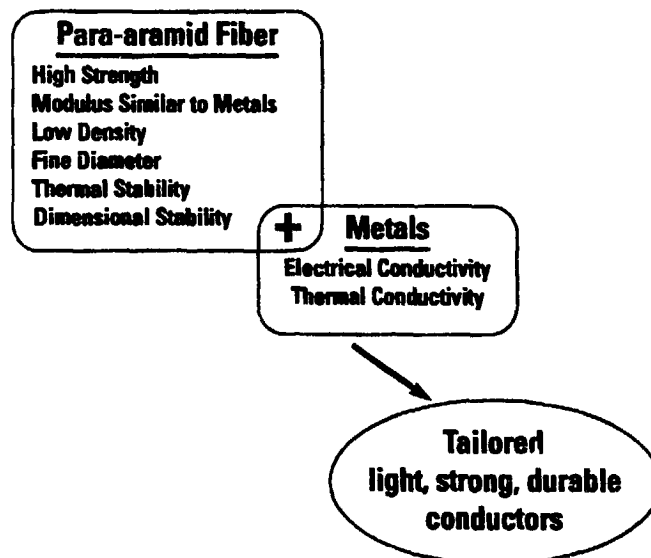 Para-aramid Fiber
High Strength
Modulus Similar to Metals
Low Density
Fine Diameter
Thermal Stability
Dimensional Stability
+
Metals
Electrical Conductivity
Thermal Conductivity
Tailored
light, strong, durable
conductors